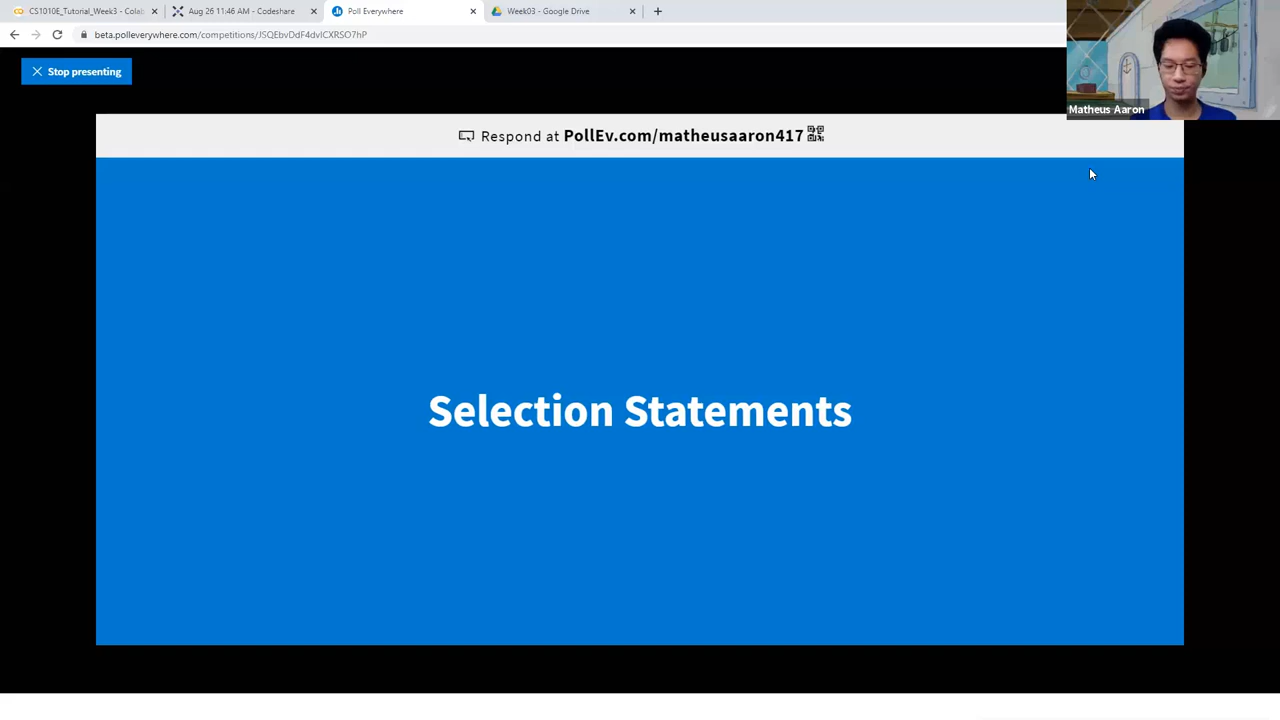 CS1010E_Tutorial_Week3 - Colab
Aug 26 11:46 AM - Codeshare
Poll Everywhere
Week03 - Google Drive
beta.polleverywhere.com/competitions/JSQEbvDdF4dvICXRSO7hP
Stop presenting
Matheus Aaron
Respond at PollEv.com/matheusaaron417
Selection Statements